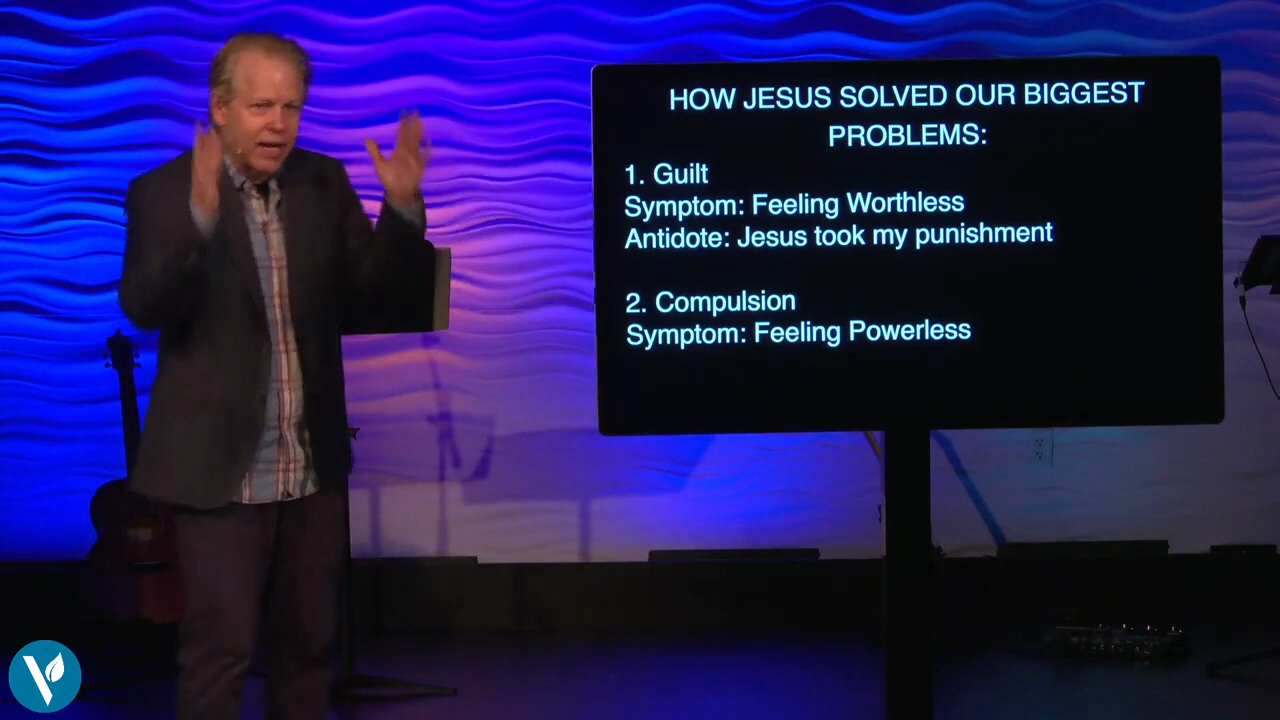 HOW JESUS SOLVED OUR BIGGEST
PROBLEMS:
1. Guilt
Symptom: Feeling Worthless
Antidote: Jesus took my punishment
2. Compulsion
Symptom: Feeling Powerless